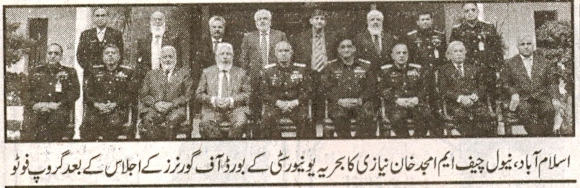 اسلام آباد، نیول چیف ایم امجد خان نیازی کا بحریہ یونیورسٹی کے بورڈ آف گورنرز کے اجلاس کے بعد گروپ فوٹو